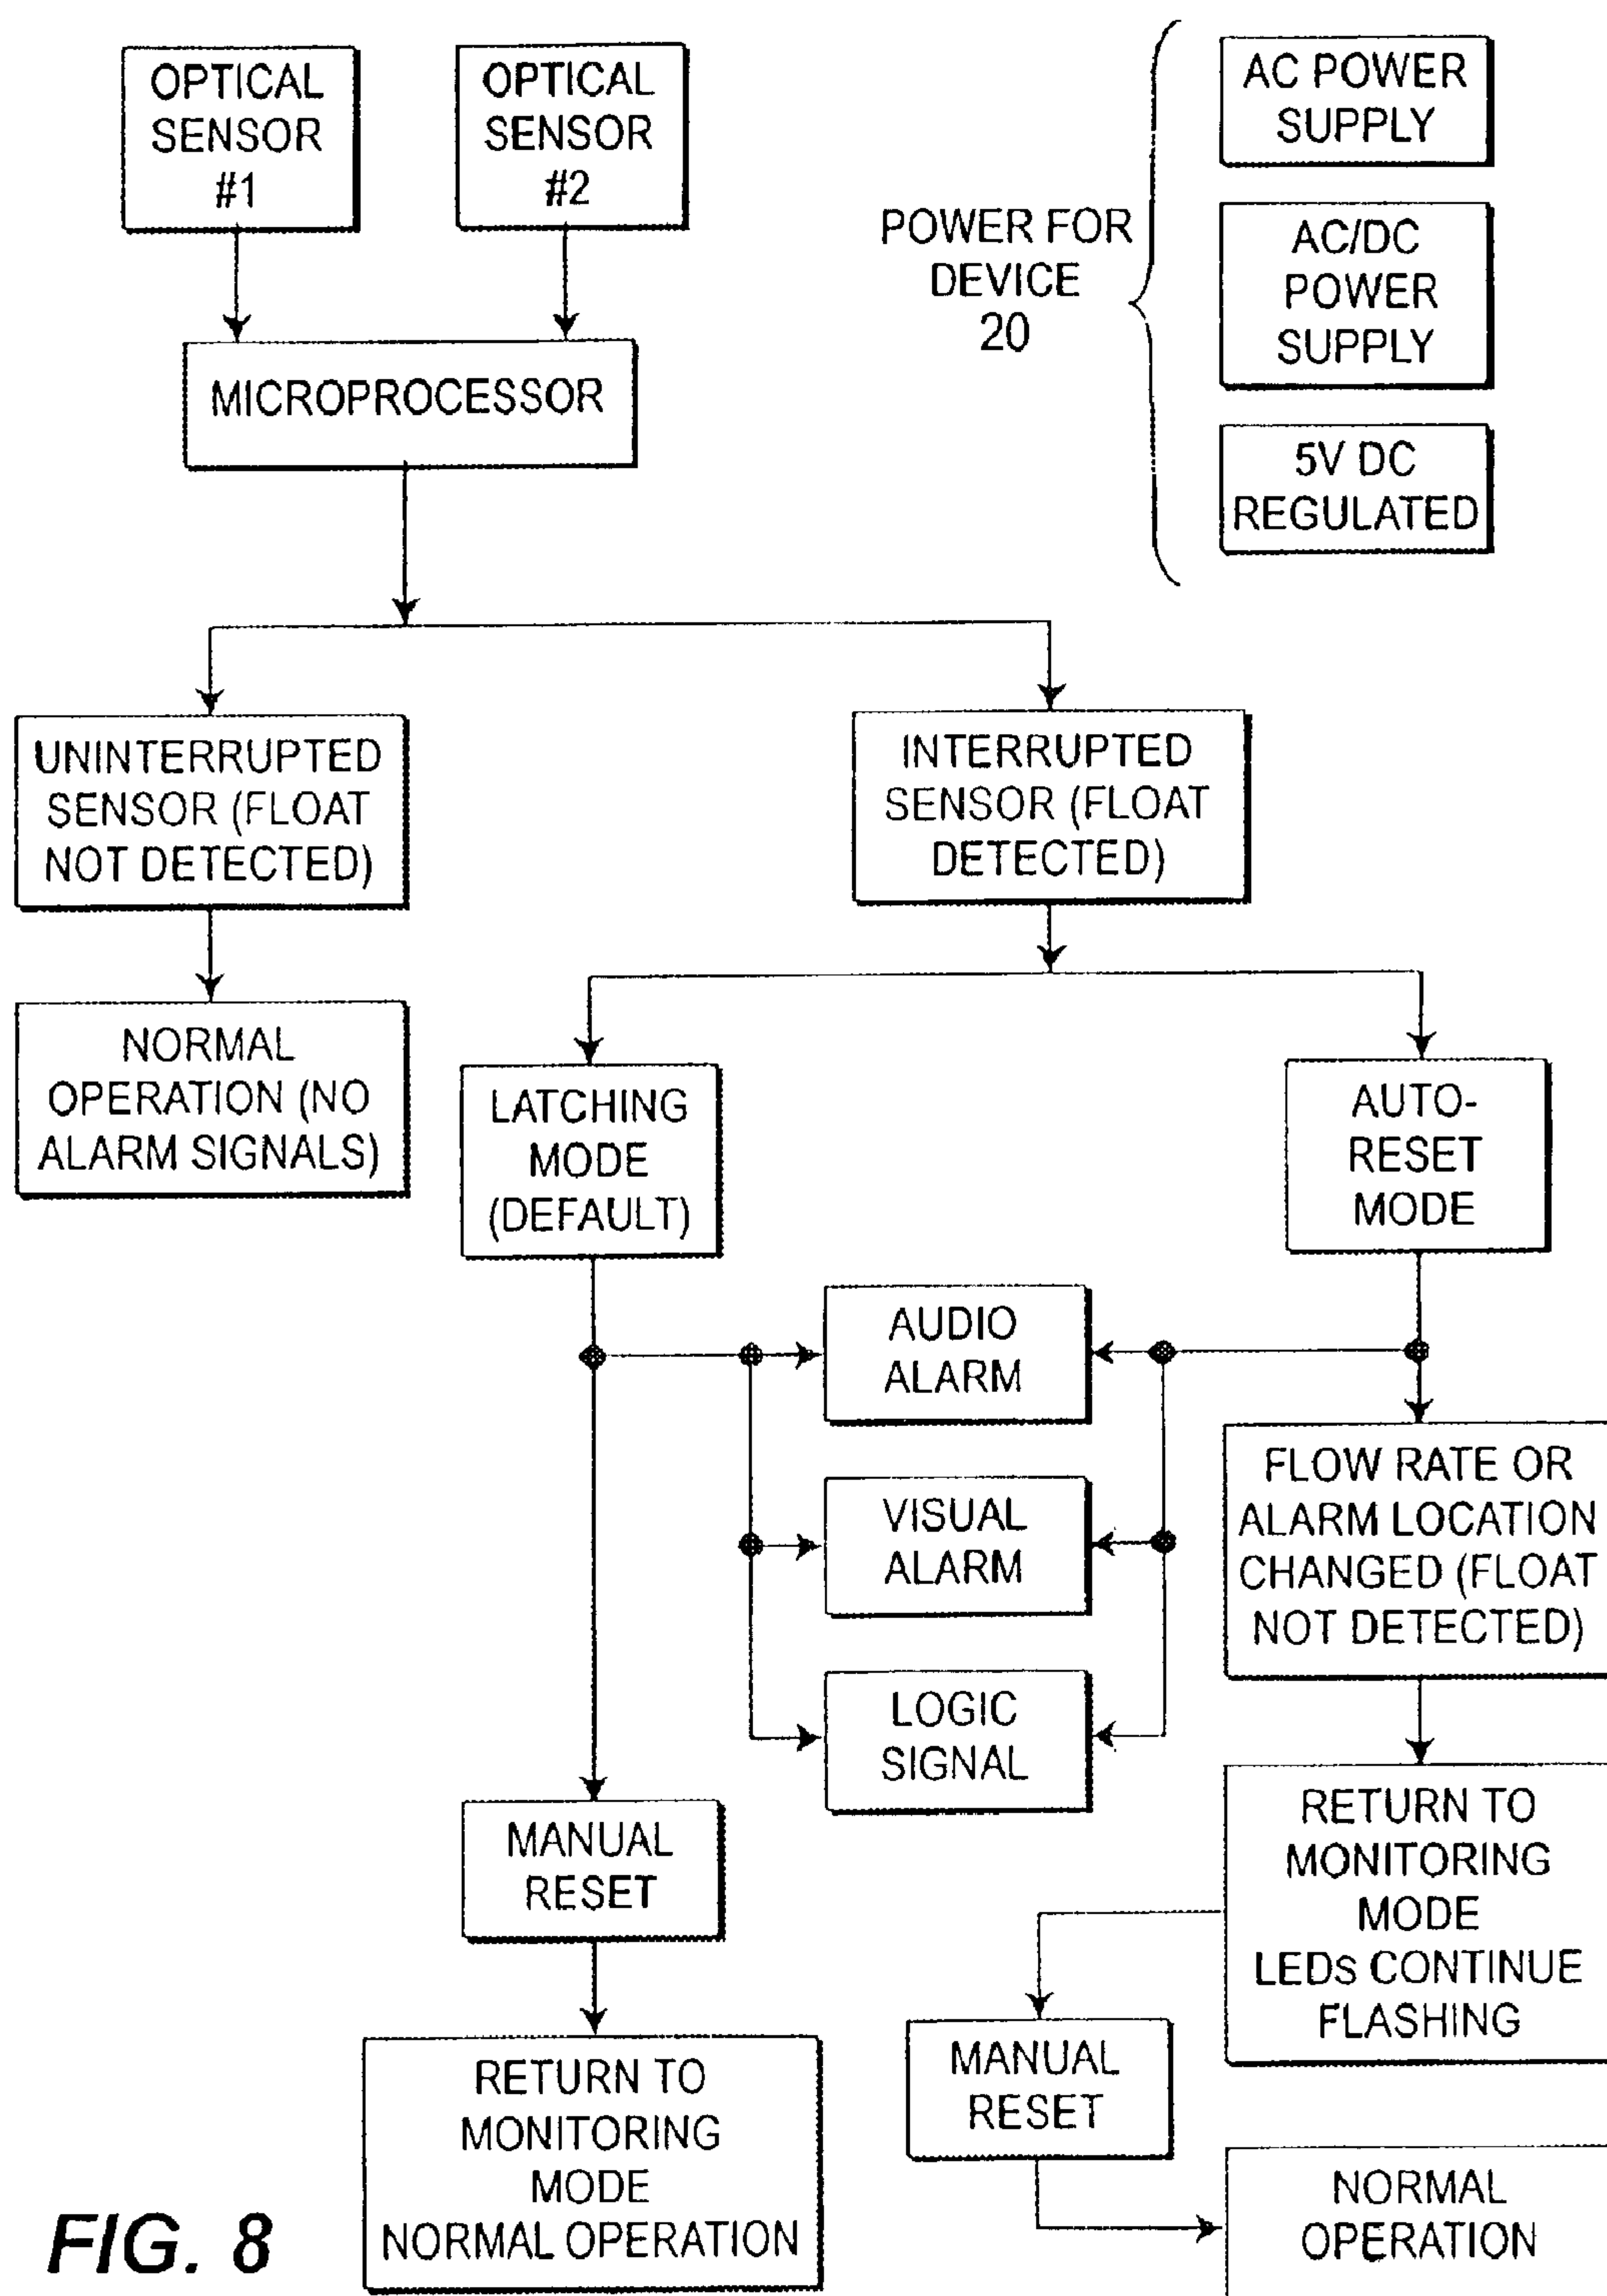 OPTICAL
SENSOR
#1
OPTICAL
SENSOR
#2
POWER FOR
DEVICE
20
AC POWER
SUPPLY
AC/DC
POWER
SUPPLY
5V DC
REGULATED
MICROPROCESSOR
UNINTERRUPTED
SENSOR (FLOAT
NOT DETECTED)
INTERRUPTED
SENSOR (FLOAT
DETECTED)
NORMAL
OPERATION (NO
ALARM SIGNALS)
LATCHING
MODE
(DEFAULT)
AUTO-
RESET
MODE
AUDIO
ALARM
VISUAL
ALARM
LOGIC
SIGNAL
FLOW RATE OR
ALARM LOCATION
CHANGED (FLOAT
NOT DETECTED)
MANUAL
RESET
RETURN TO
MONITORING
MODE
LEDs CONTINUE
FLASHING
RETURN TO
MONITORING
MODE
NORMAL OPERATION
MANUAL
RESET
NORMAL
OPERATION
FIG. 8